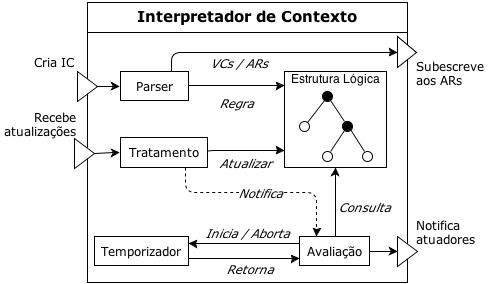 Interpretador de Contexto
Cria IC
Parser
VCs / ARs
Regra
Estrutura Lógica
Subescreve
aos ARs
Recebe
atualizações
Tratamento
Atualizar
Notifica
Consulta
Temporizador
Inicia / Aborta
Retorna
Avaliação
Notifica
atuadores